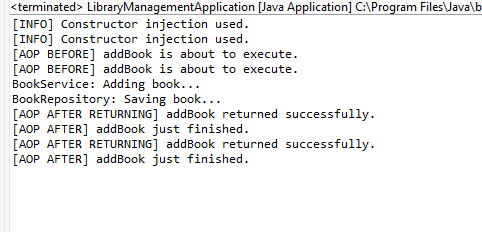 <terminated> LibraryManagementApplication [Java Application] C:\Program Files\Java\b
[INFO] Constructor injection used.
[INFO] Constructor injection used.
[AOP BEFORE] addBook is about to execute.
[AOP BEFORE] addBook is about to execute.
BookService: Adding book...
BookRepository: Saving book...
[AOP AFTER RETURNING] addBook returned successfully.
[AOP AFTER] addBook just finished.
[AOP AFTER RETURNING] addBook returned successfully.
[AOP AFTER] addBook just finished.